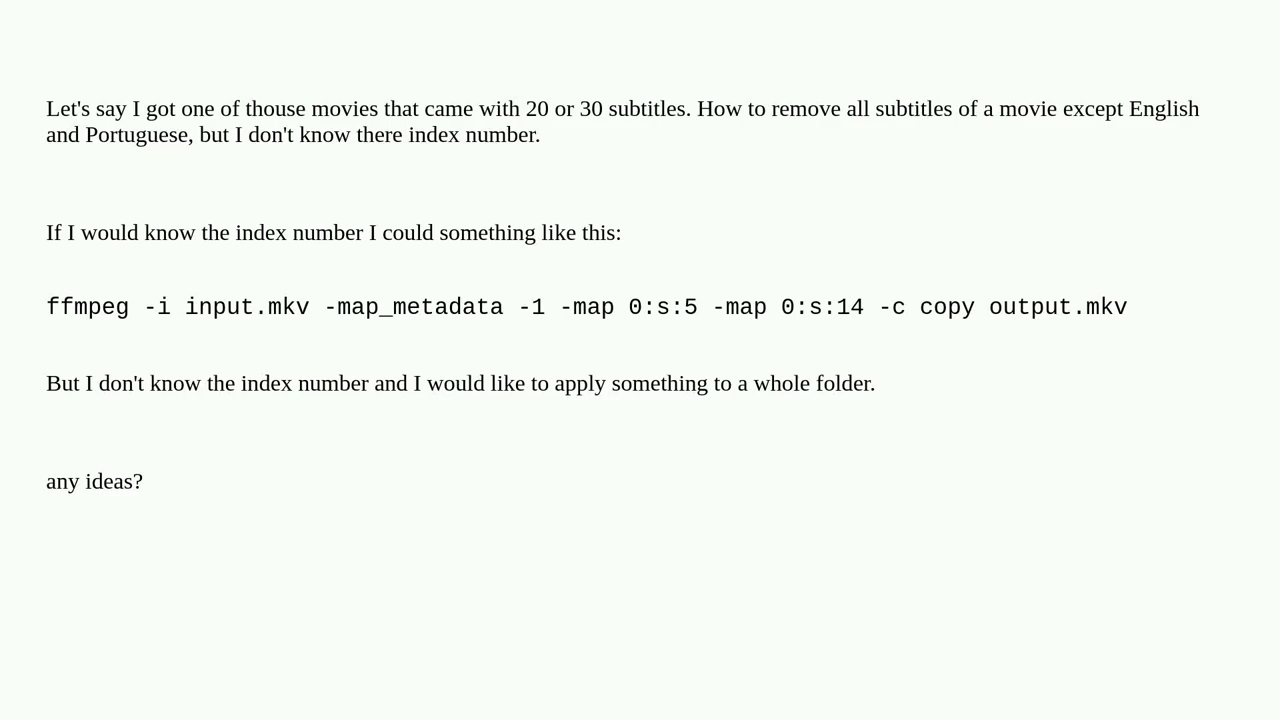 Let's say I got one of thouse movies that came with 20 or 30 subtitles. How to remove all subtitles of a movie except English
and Portuguese, but I don't know there index number.
If I would know the index number I could something like this:
ffmpeg -i input.mkv -map_metadata -1 -map 0:s:5 -map 0:s:14 -c copy output.mkv
But I don't know the index number and I would like to apply something to a whole folder.
any ideas?